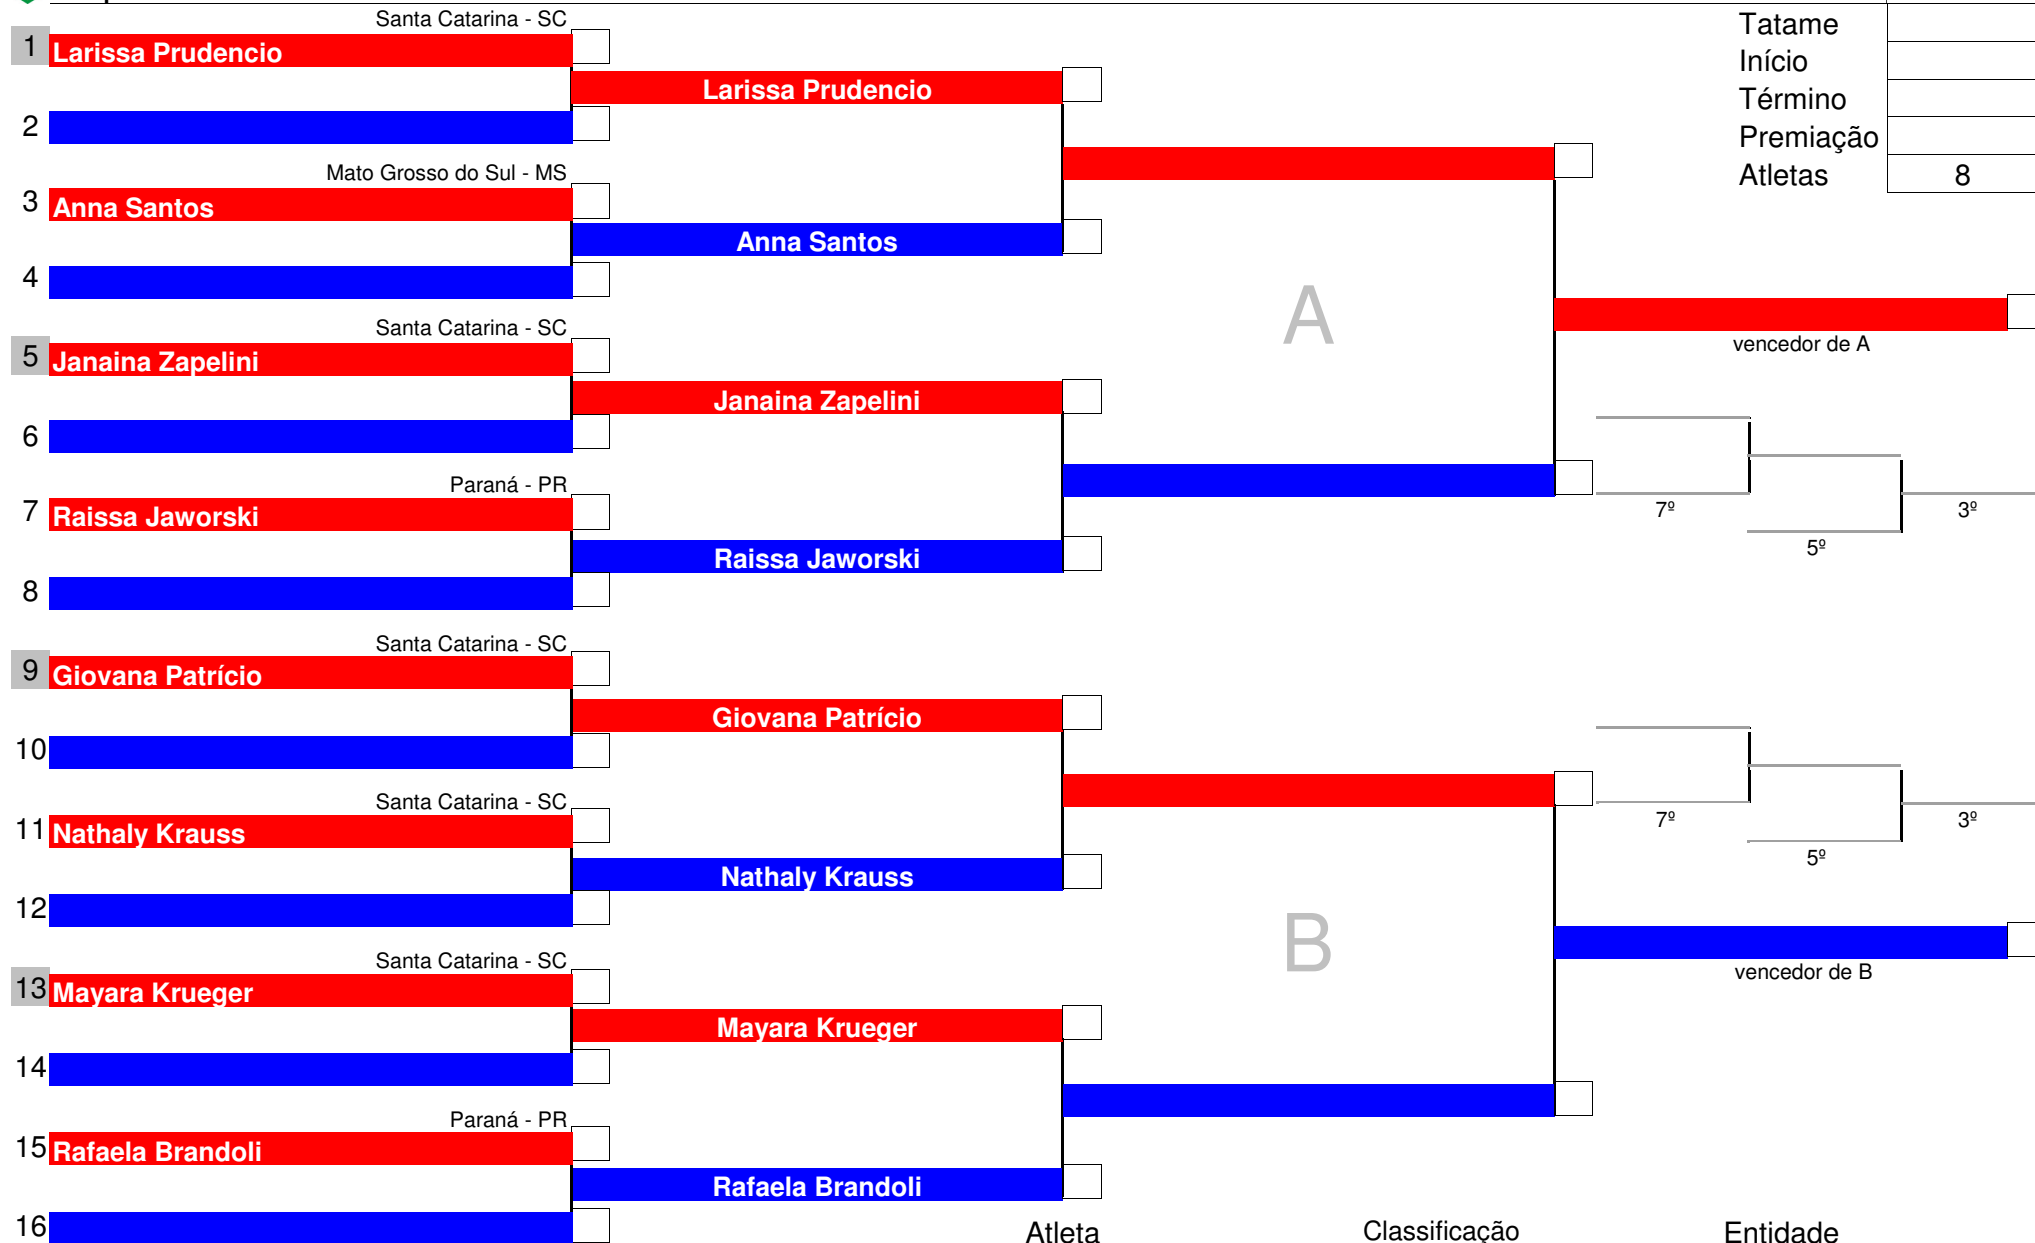 Santa Catarina - SC
1 Larissa Prudencio
Larissa Prudencio
2
Mato Grosso do Sul - MS
3 Anna Santos
Anna Santos
4
Santa Catarina - SC
5 Janaina Zapelini
Janaina Zapelini
6
Paraná - PR
7 Raissa Jaworski
Raissa Jaworski
8
Santa Catarina - SC
9 Giovana Patrício
Giovana Patrício
10
Santa Catarina - SC
11 Nathaly Krauss
Nathaly Krauss
12
Santa Catarina - SC
13 Mayara Krueger
Mayara Krueger
14
Paraná - PR
15 Rafaela Brandoli
Rafaela Brandoli
16
A
B
Tatame
Início
Término
Premiação
Atletas 8
vencedor de A
7º
3º
5º
7º
3º
5º
vencedor de B
Atleta Classificação Entidade